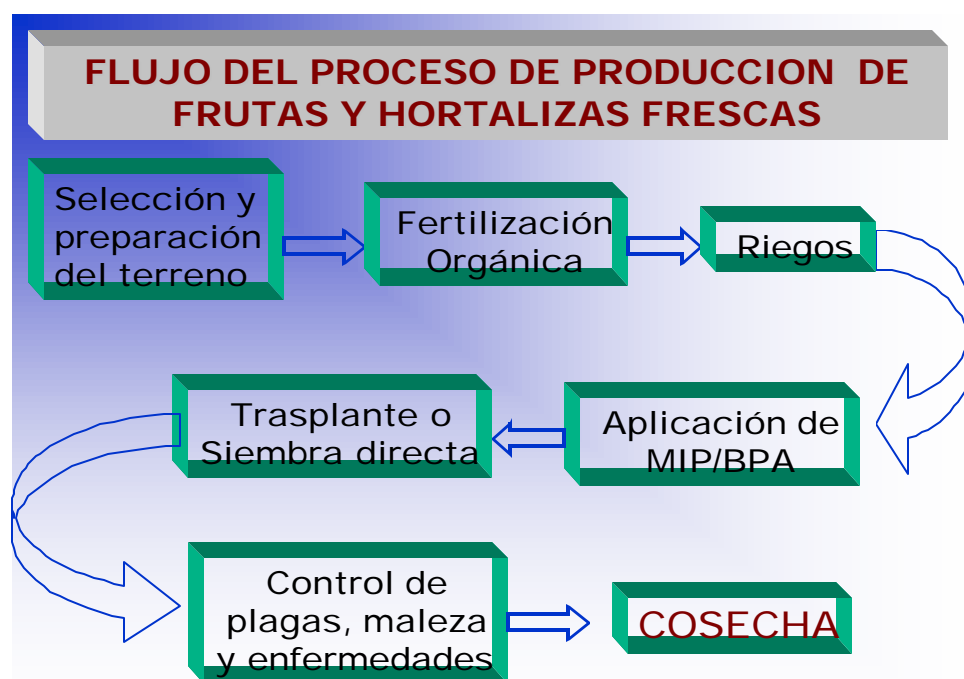 FLUJO DEL PROCESO DE PRODUCCION DE
FRUTAS Y HORTALIZAS FRESCAS
Selección y
preparación
del terreno
Fertilización
Orgánica
Riegos
Aplicación de
MIP/BPA
Trasplante o
Siembra directa
Control de
plagas, maleza
y enfermedades
COSECHA